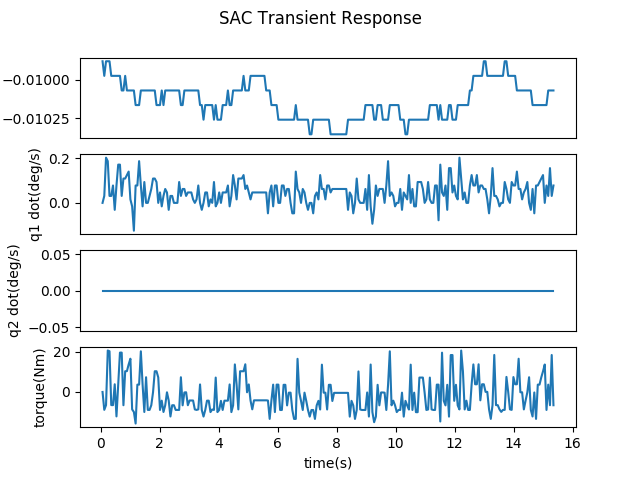 SAC Transient Response
−0.01000
−0.01025
0.2
0.0
q1 dot(deg/s)
0.05
0.00
−0.05
q2 dot(deg/s)
20
0
torque(Nm)
0 2 4 6 8 10 12 14 16
time(s)